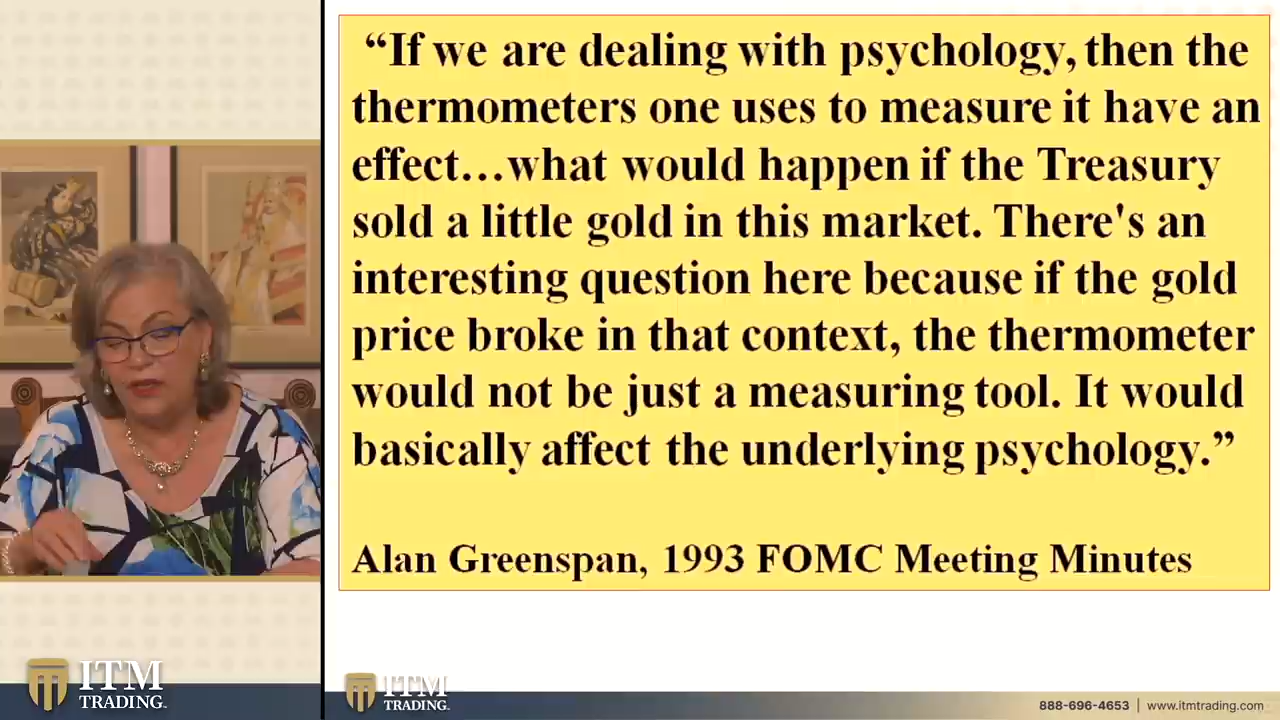 “If we are dealing with psychology, then the
thermometers one uses to measure it have an
effect…what would happen if the Treasury
sold a little gold in this market. There's an
interesting question here because if the gold
price broke in that context, the thermometer
would not be just a measuring tool. It would
basically affect the underlying psychology.”
Alan Greenspan, 1993 FOMC Meeting Minutes
ITM
TRADING.
ITM
TRADING.
888-696-4653 | www.itmtrading.com